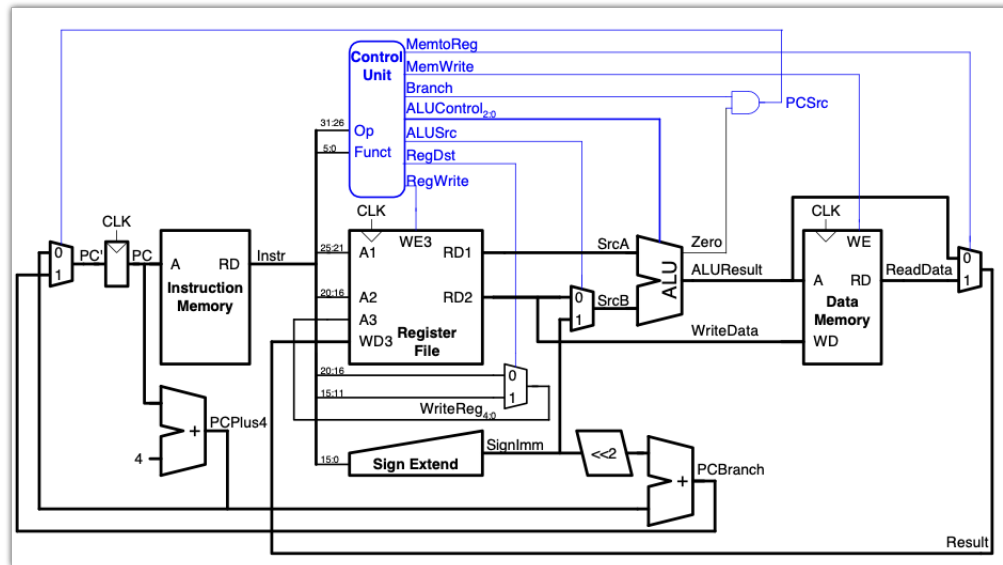 MemtoReg
Control
Unit
MemWrite
Branch
PCSrc
ALUControl2:0
31:26
Op
ALUSrc
5:0
Funct
RegDst
RegWrite
CLK
CLK
CLK
0
1
PC'
PC
A
RD
Instr
Instruction
Memory
25:21
A1
WE3
RD1
SrcA
Zero
WE
0
1
20:16
A2
RD2
0
1
SrcB
ALU
ALUResult
A
RD
ReadData
A3
WD3
Register
File
WriteData
Data
Memory
WD
20:16
0
15:11
1
WriteReg4:0
PCPlus4
+
4
15:0
Sign Extend
SignImm
<<2
+
PCBranch
Result